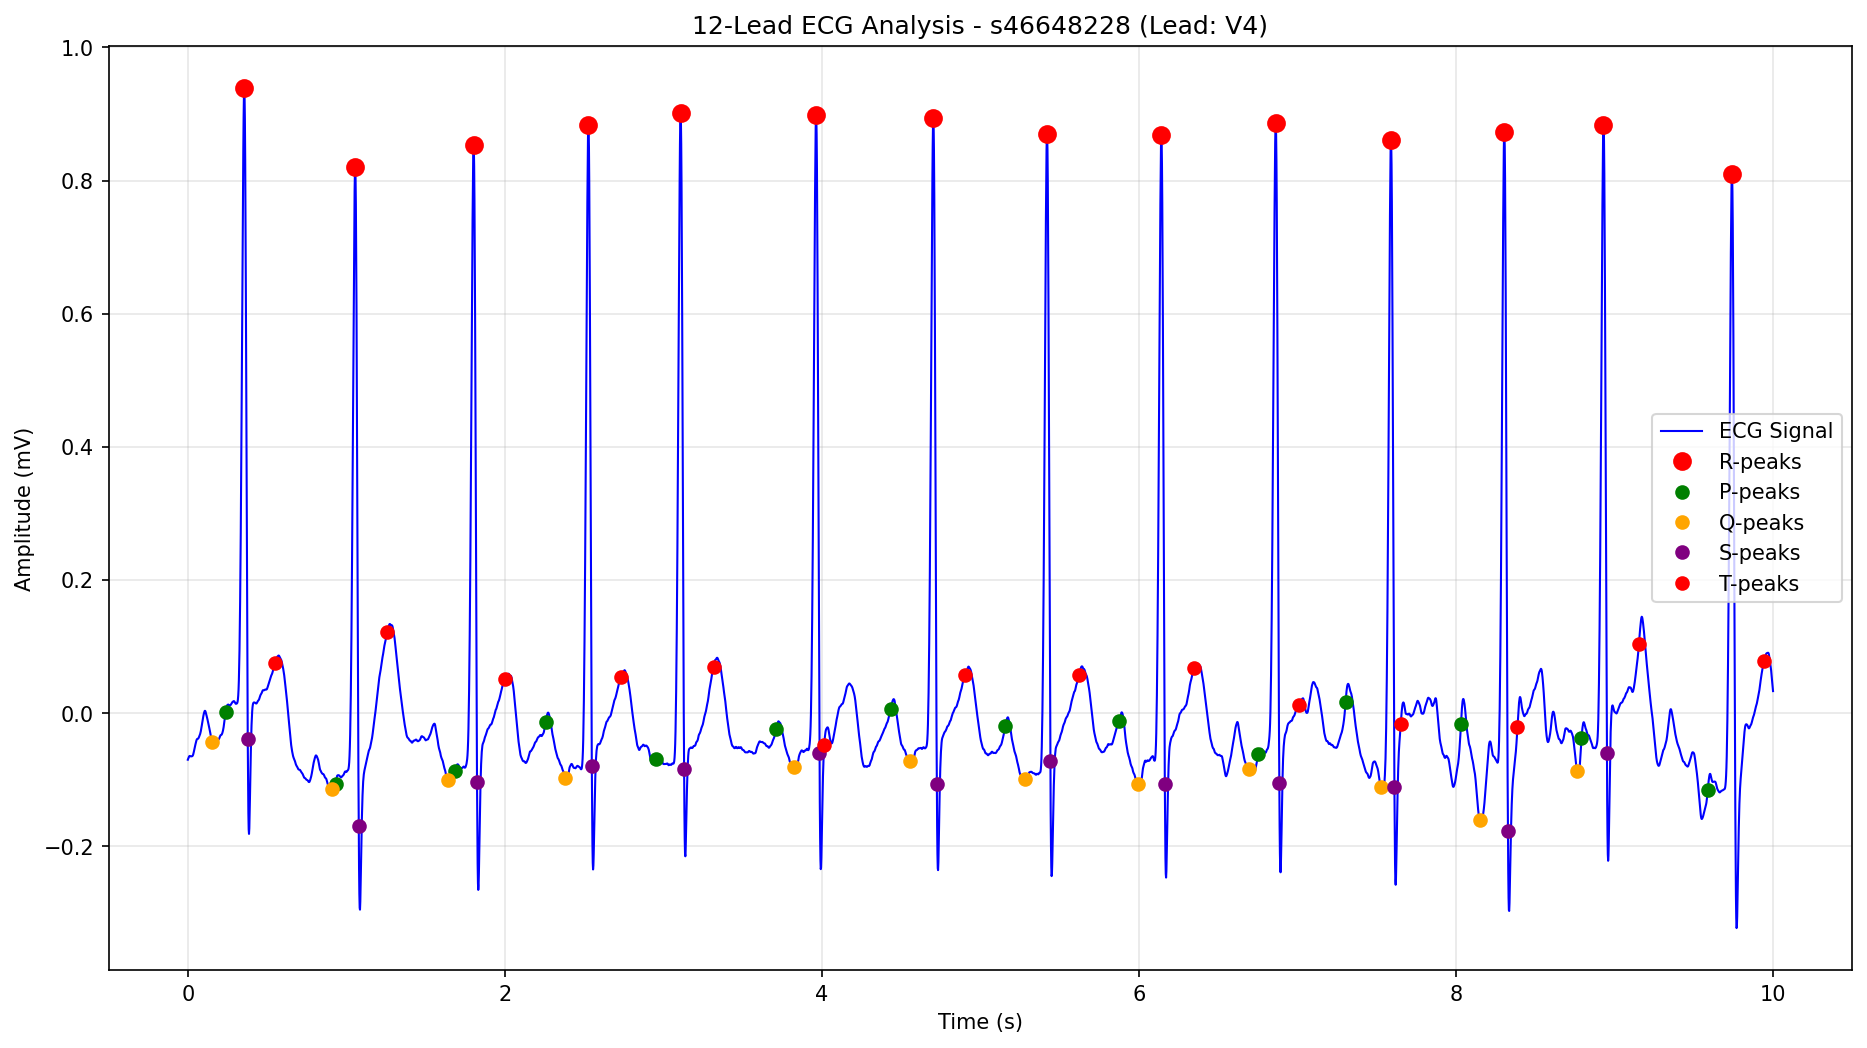 12-Lead ECG Analysis - s46648228 (Lead: V4)
Amplitude (mV)
1.0
0.8
0.6
0.4
0.2
0.0
−0.2
ECG Signal
R-peaks
P-peaks
Q-peaks
S-peaks
T-peaks
0 2 4 6 8 10
Time (s)